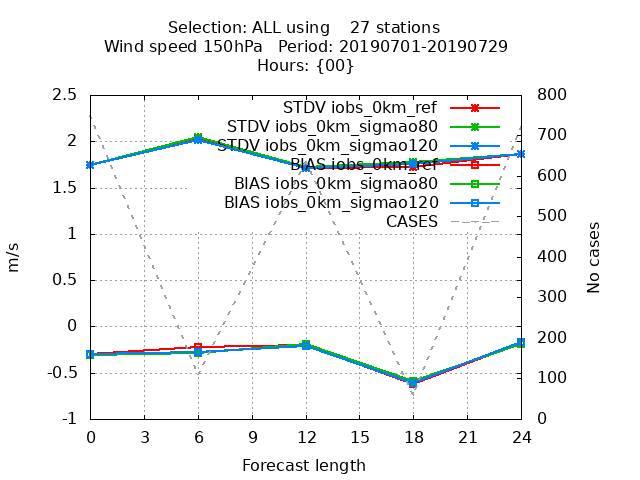 Selection: ALL using    27 stations
Wind speed 150hPa   Period: 20190701-20190729
Hours: {00}
2.5
2
1.5
1
0.5
0
-0.5
-1
800
700
600
500
400
300
200
100
0
STDV iobs_0km_ref
STDV iobs_0km_sigmao80
STDV iobs_0km_sigmao120
BIAS iobs_0km_ref
BIAS iobs_0km_sigmao80
BIAS iobs_0km_sigmao120
CASES
m/s
No cases
0 3 6 9 12 15 18 21 24
Forecast length